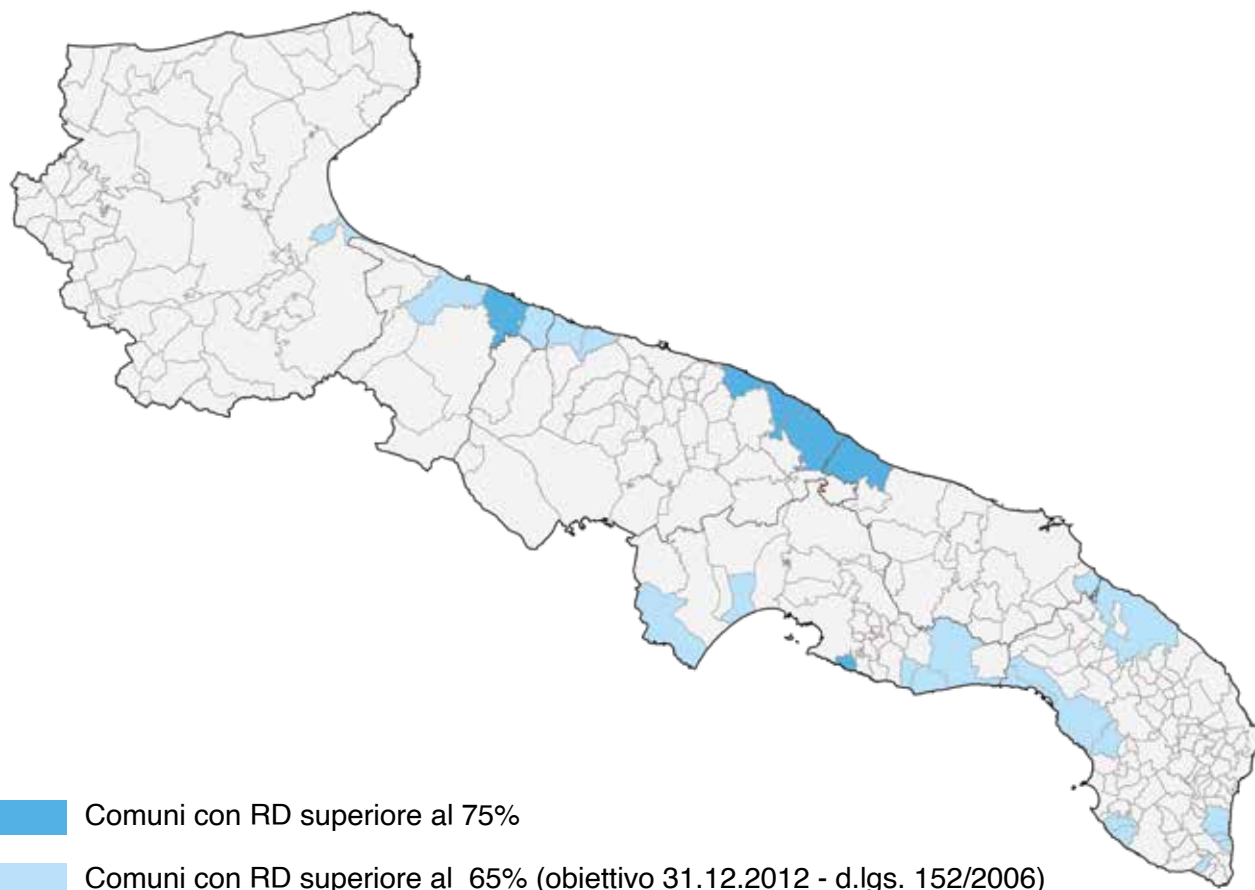 Comuni con RD superiore al 75%
Comuni con RD superiore al 65% (obiettivo 31.12.2012 - d.lgs. 152/2006)